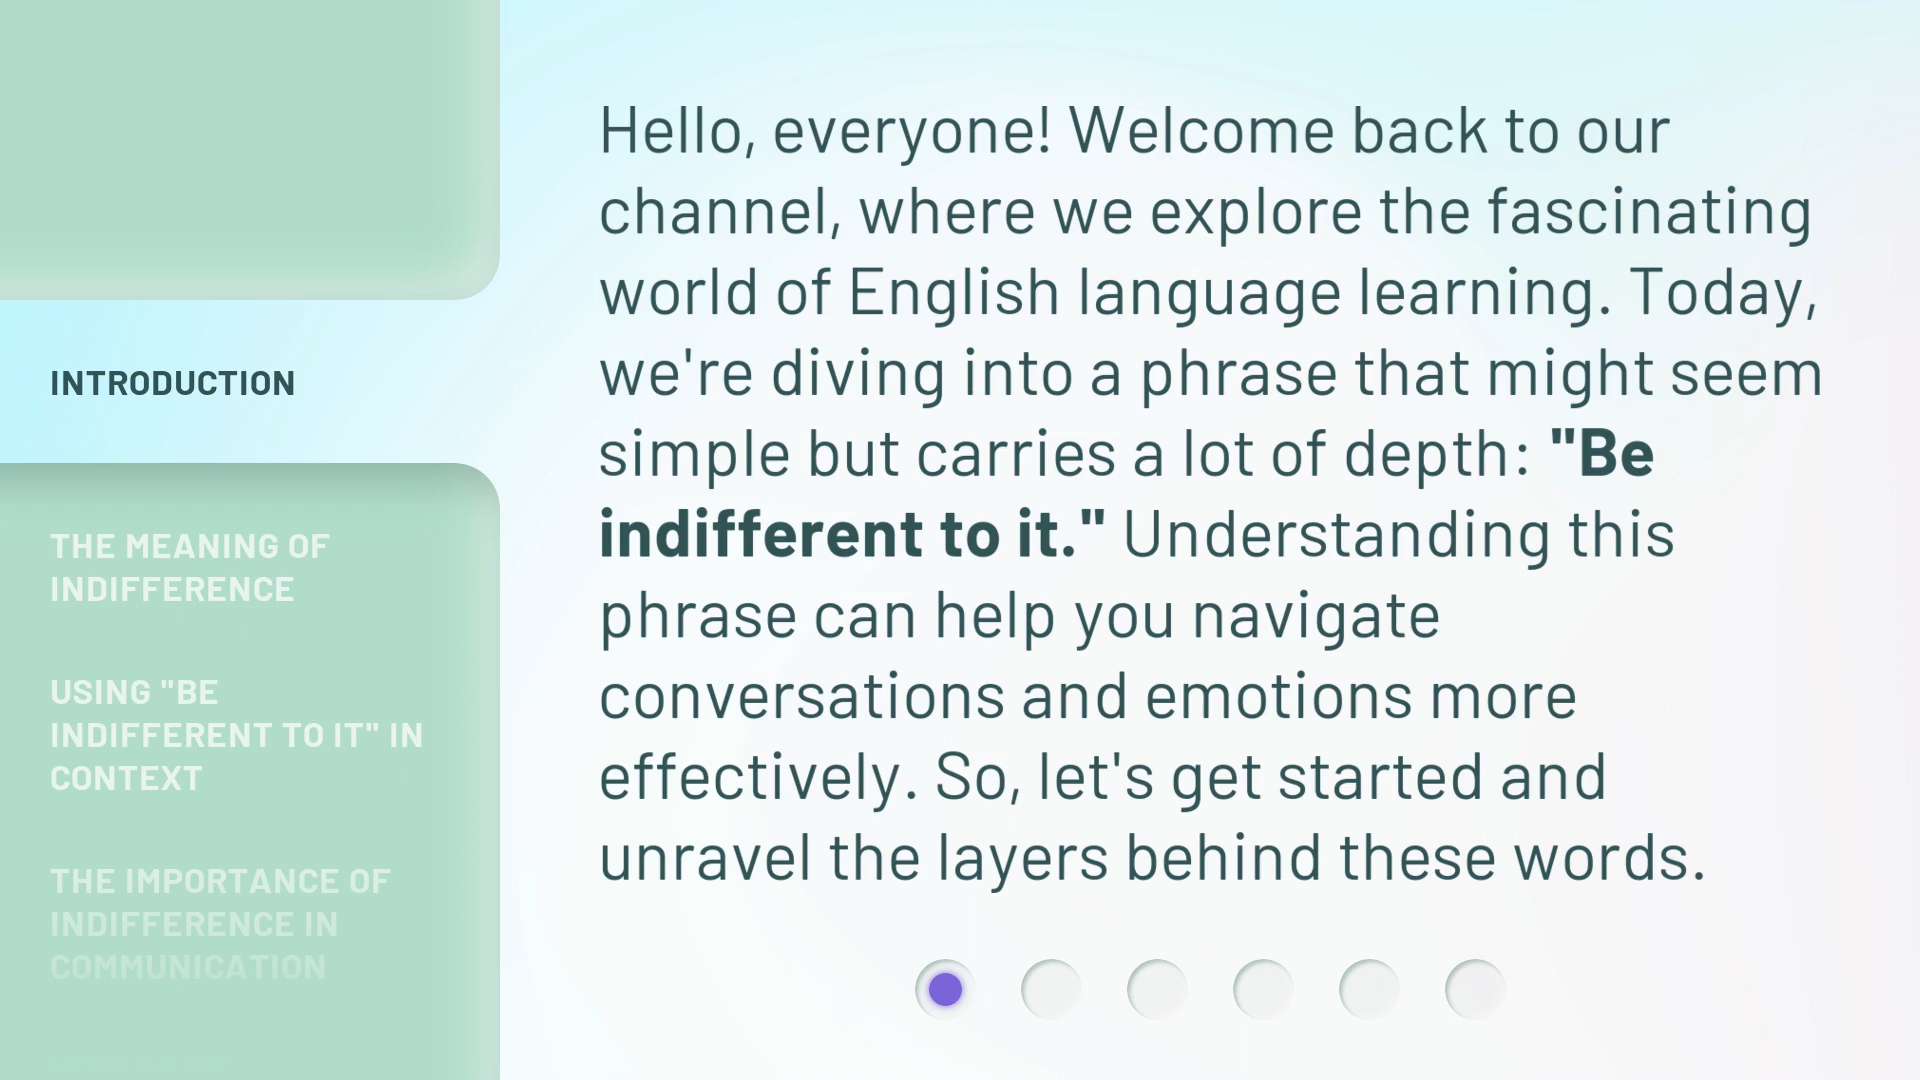 INTRODUCTION
THE MEANING OF
INDIFFERENCE
USING "BE
INDIFFERENT TO IT" IN
CONTEXT
THE IMPORTANCE OF
INDIFFERENCE IN
COMMUNICATION
Hello, everyone! Welcome back to our
channel, where we explore the fascinating
world of English language learning. Today,
we're diving into a phrase that might seem
simple but carries a lot of depth: "Be
indifferent to it." Understanding this
phrase can help you navigate
conversations and emotions more
effectively. So, let's get started and
unravel the layers behind these words.